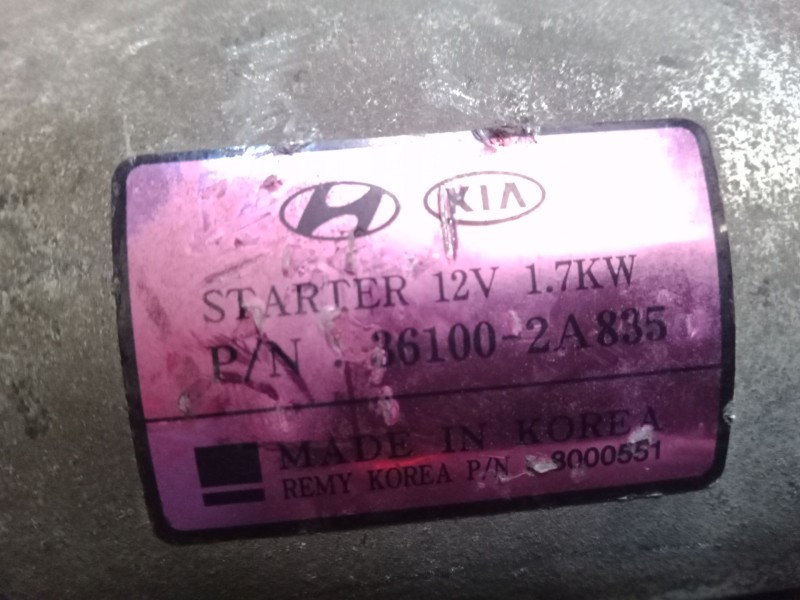 KIA
STARTER 12V 1.7KW
P/N : 36100-2A835
MADE IN KOREA
REMY KOREA P/N : 8000551